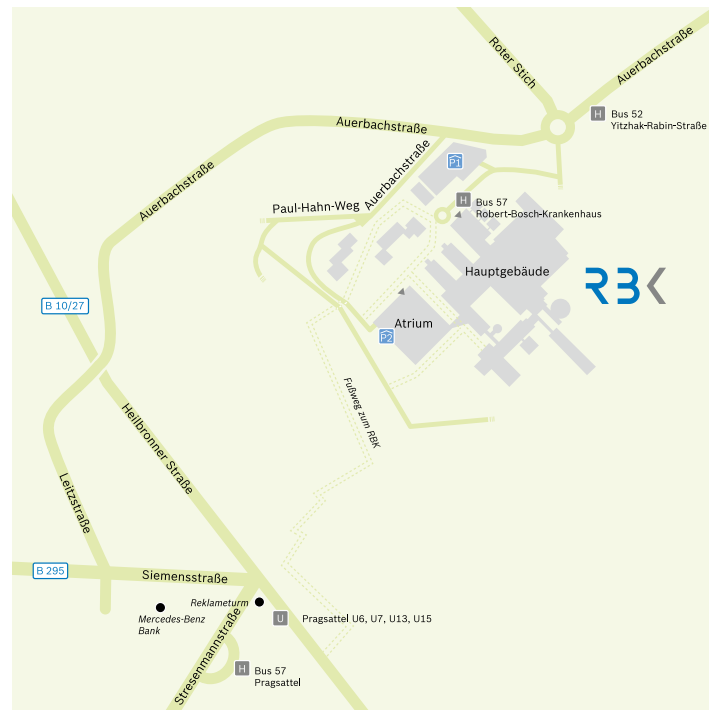 Roter Stich
Auerbachstraße
H
Bus 52
Yitzhak-Rabin-Straße
Auerbachstraße
Auerbachstraße
P1
Auerbachstraße
Paul-Hahn-Weg
H
Bus 57
Robert-Bosch-Krankenhaus
Hauptgebäude
RBK
B 10/27
Atrium
P2
Fußweg zum RBK
Heilbronner Straße
Leitzstraße
B 295
Siemensstraße
Reklameturm
Mercedes-Benz
Bank
U
Pragsattel U6, U7, U13, U15
Stresenmannstraße
H
Bus 57
Pragsattel